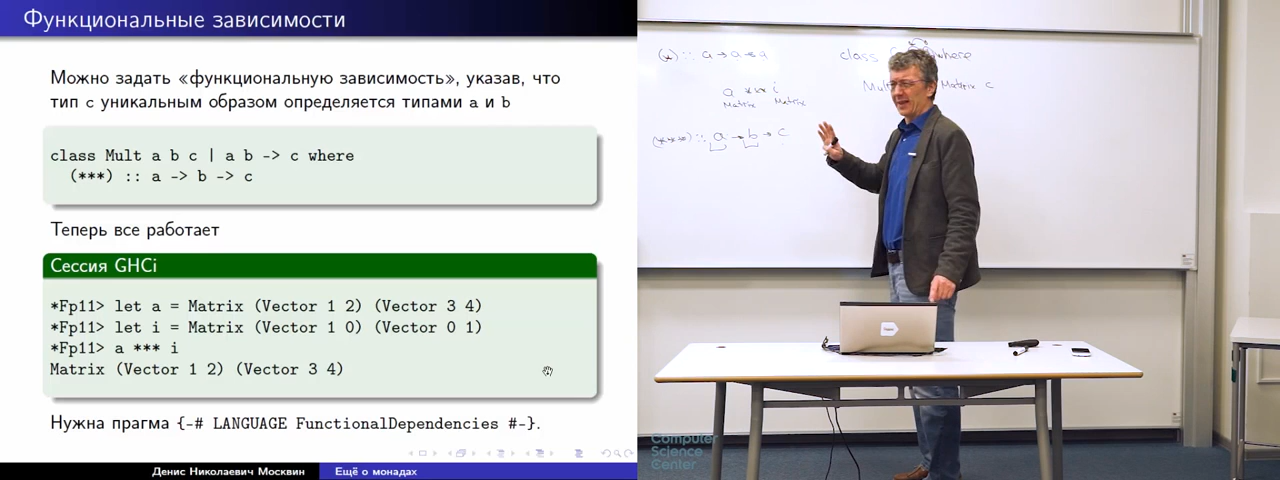 Функциональные зависимости
Можно задать «функциональную зависимость», указав, что
тип c уникальным образом определяется типами a и b
class Mult a b c | a b -> c where
(***) :: a -> b -> c
Теперь все работает
Сессия GHCi
*Fp11> let a = Matrix (Vector 1 2) (Vector 3 4)
*Fp11> let i = Matrix (Vector 1 0) (Vector 0 1)
*Fp11> a *** i
Matrix (Vector 1 2) (Vector 3 4)
Нужна прагма {-# LANGUAGE FunctionalDependencies #-}.
Денис Николаевич Москвин
Ещё о монадах
(*) :: a → a → a
a *** i
Matrix Matrix
(***) :: a → b → c
class where
Mult Matrix c
Computer
Science
Center